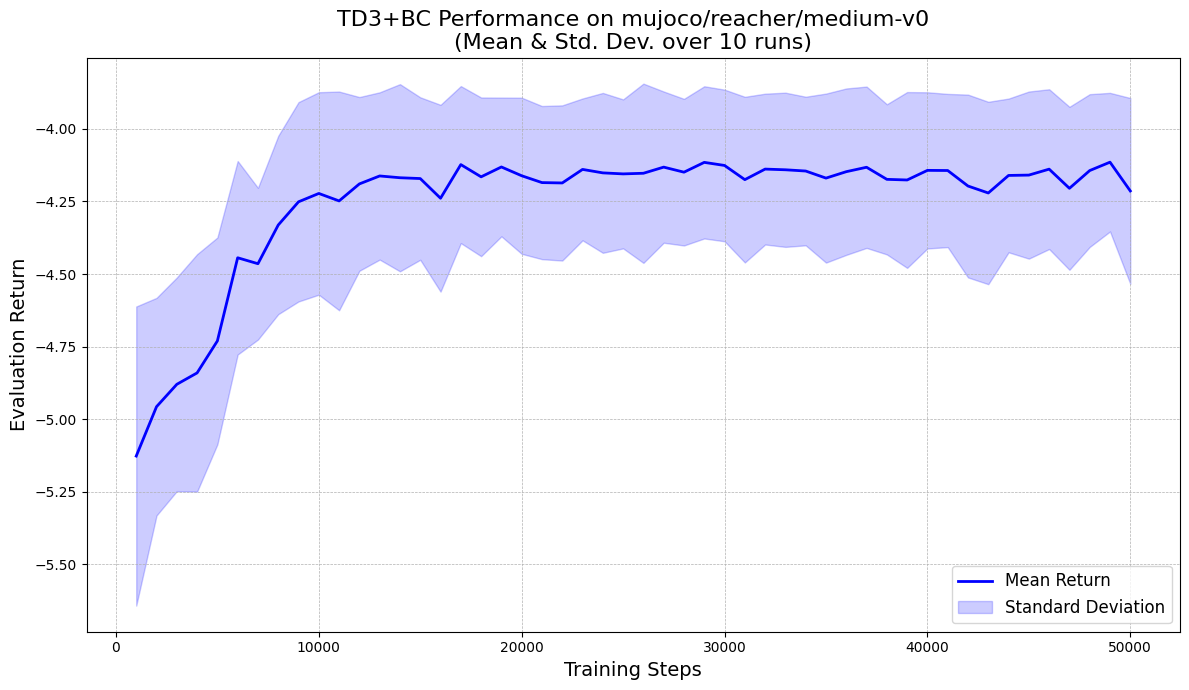 TD3+BC Performance on mujoco/reacher/medium-v0
(Mean & Std. Dev. over 10 runs)
Evaluation Return
−4.00
−4.25
−4.50
−4.75
−5.00
−5.25
−5.50
Mean Return
Standard Deviation
0
10000
20000
30000
40000
50000
Training Steps